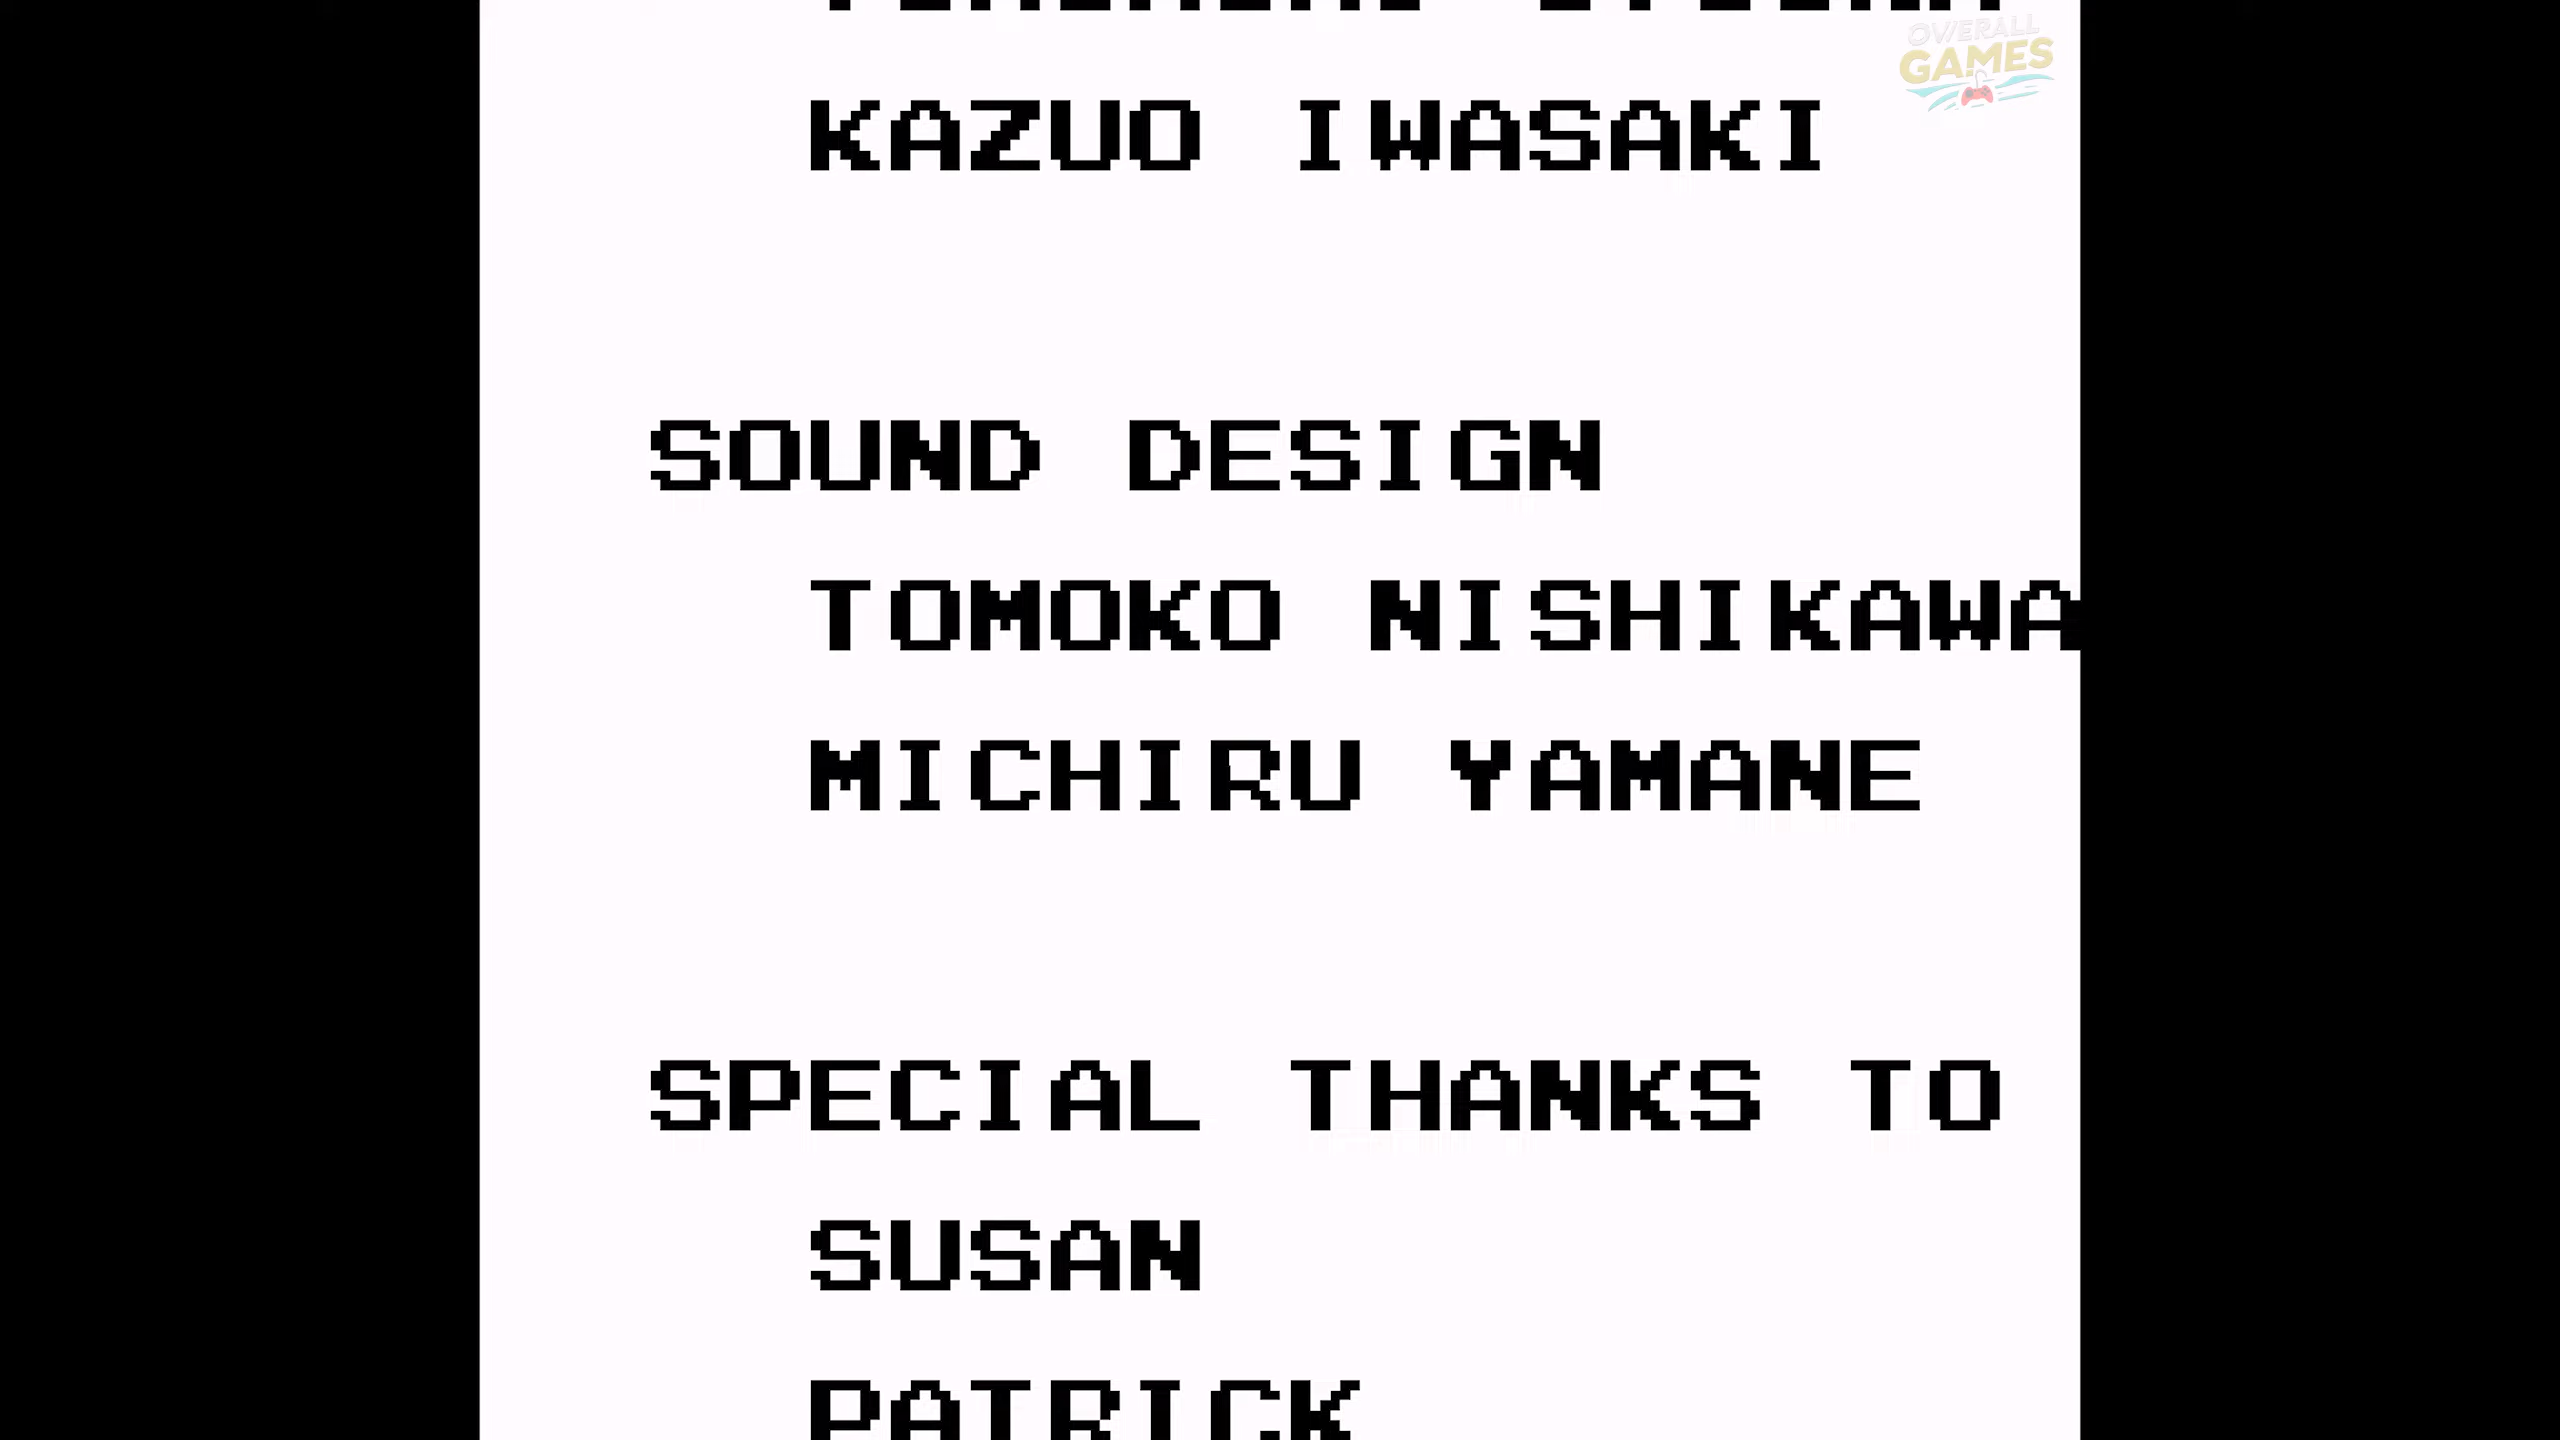 OVERALL
GAMES
KAZUO IWASAKI
SOUND DESIGN
TOMOKO NISHIKAWA
MICHIRU YAMANE
SPECIAL THANKS TO
SUSAN
PATRICK